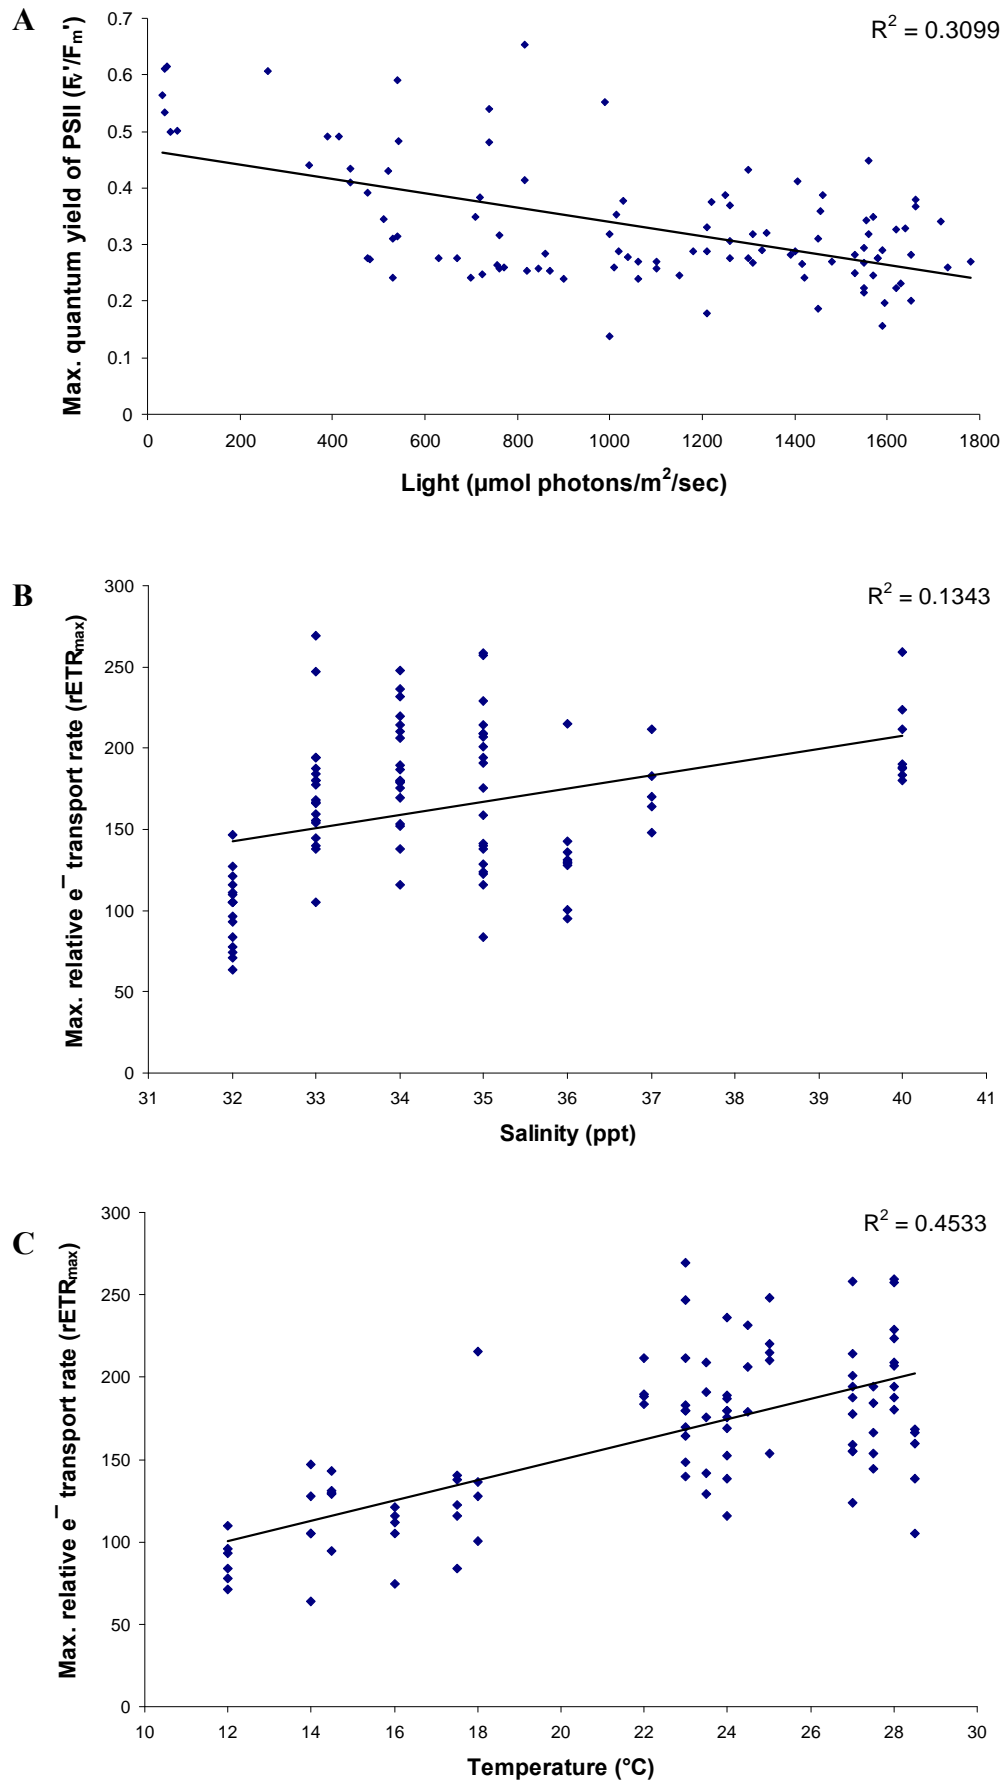 A
R² = 0.3099
Max. quantum yield of PSII (Fv'/Fm')
0.7
0.6
0.5
0.4
0.3
0.2
0.1
0
0 200 400 600 800 1000 1200 1400 1600 1800
Light (µmol photons/m²/sec)
B
R² = 0.1343
Max. relative e⁻ transport rate (rETRmax)
300
250
200
150
100
50
0
31 32 33 34 35 36 37 38 39 40 41
Salinity (ppt)
C
R² = 0.4533
Max. relative e⁻ transport rate (rETRmax)
300
250
200
150
100
50
0
10 12 14 16 18 20 22 24 26 28 30
Temperature (°C)